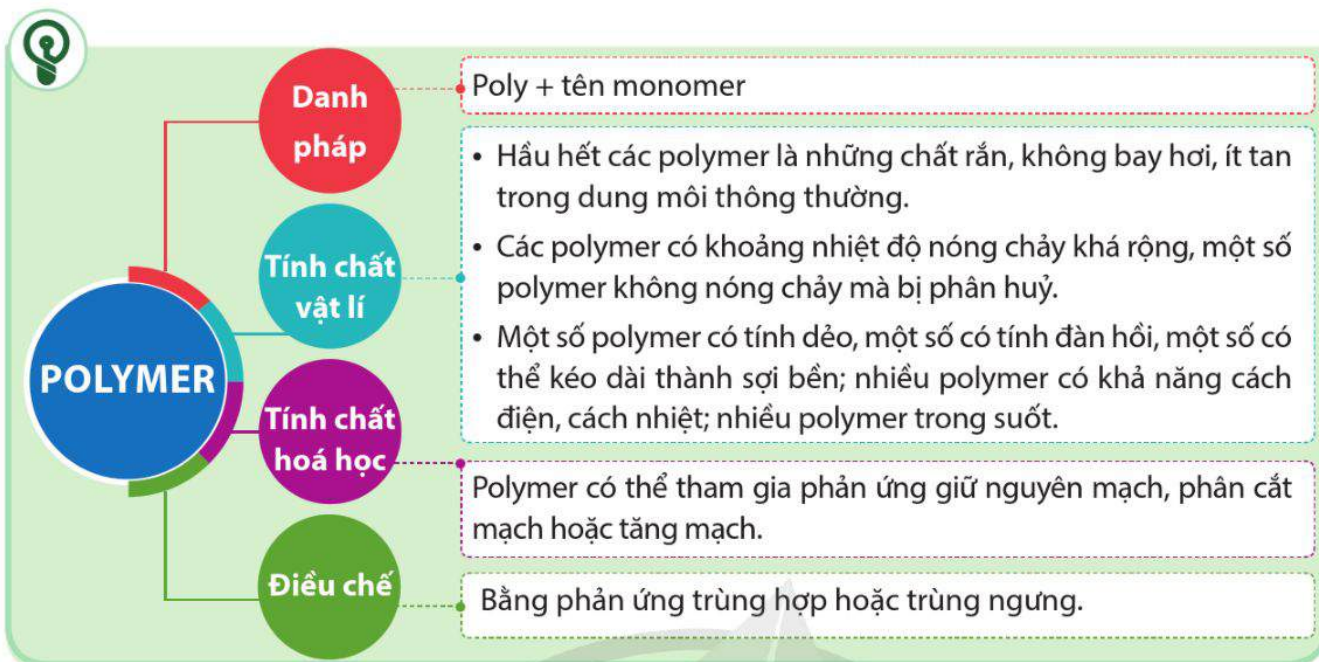 POLYMER
Danh
pháp
Poly + tên monomer
Tính chất
vật lí
• Hầu hết các polymer là những chất rắn, không bay hơi, ít tan
trong dung môi thông thường.
• Các polymer có khoảng nhiệt độ nóng chảy khá rộng, một số
polymer không nóng chảy mà bị phân huỷ.
• Một số polymer có tính dẻo, một số có tính đàn hồi, một số có
thể kéo dài thành sợi bền; nhiều polymer có khả năng cách
điện, cách nhiệt; nhiều polymer trong suốt.
Tính chất
hoá học
Polymer có thể tham gia phản ứng giữ nguyên mạch, phân cắt
mạch hoặc tăng mạch.
Điều chế
Bằng phản ứng trùng hợp hoặc trùng ngưng.